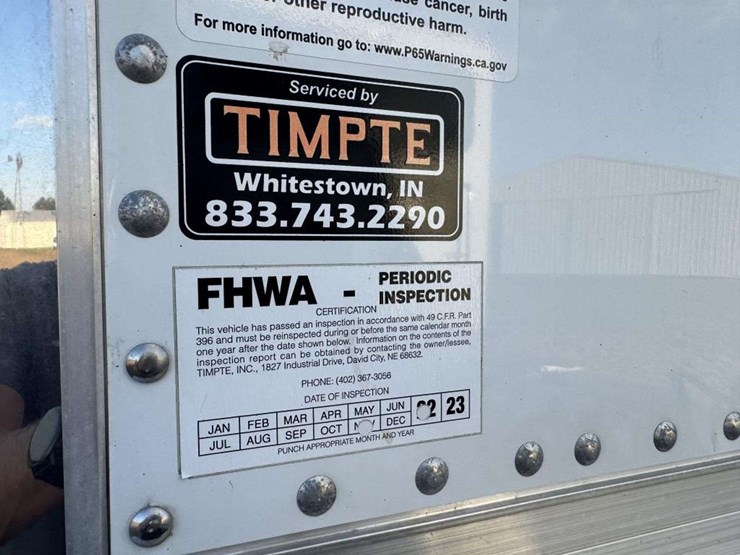 cancer, birth
other reproductive harm.
For more information go to: www.P65Warnings.ca.gov
Serviced by
TIMPTE
Whitestown, IN
833.743.2290
FHWA - PERIODIC
INSPECTION
CERTIFICATION
This vehicle has passed an inspection in accordance with 49 C.F.R. Part
396 and must be reinspected during or before the same calendar month
one year after the date shown below. Information on the contents of the
inspection report can be obtained by contacting the owner/lessee,
TIMPTE, INC., 1827 Industrial Drive, David City, NE 68632.
PHONE: (402) 367-3056
DATE OF INSPECTION
JAN FEB MAR APR MAY JUN 23
JUL AUG SEP OCT DEC
PUNCH APPROPRIATE MONTH AND YEAR